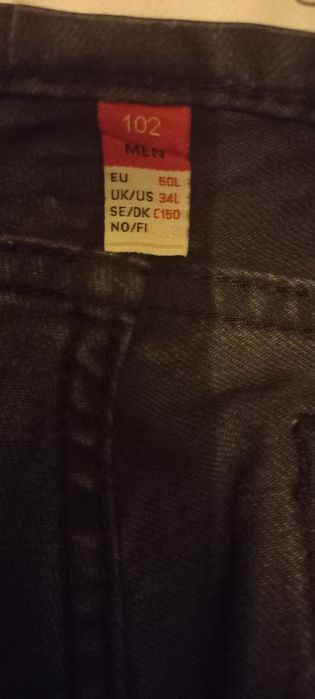 102
MEN
EU 50L
UK/US 34L
SE/DK C150
NO/FI